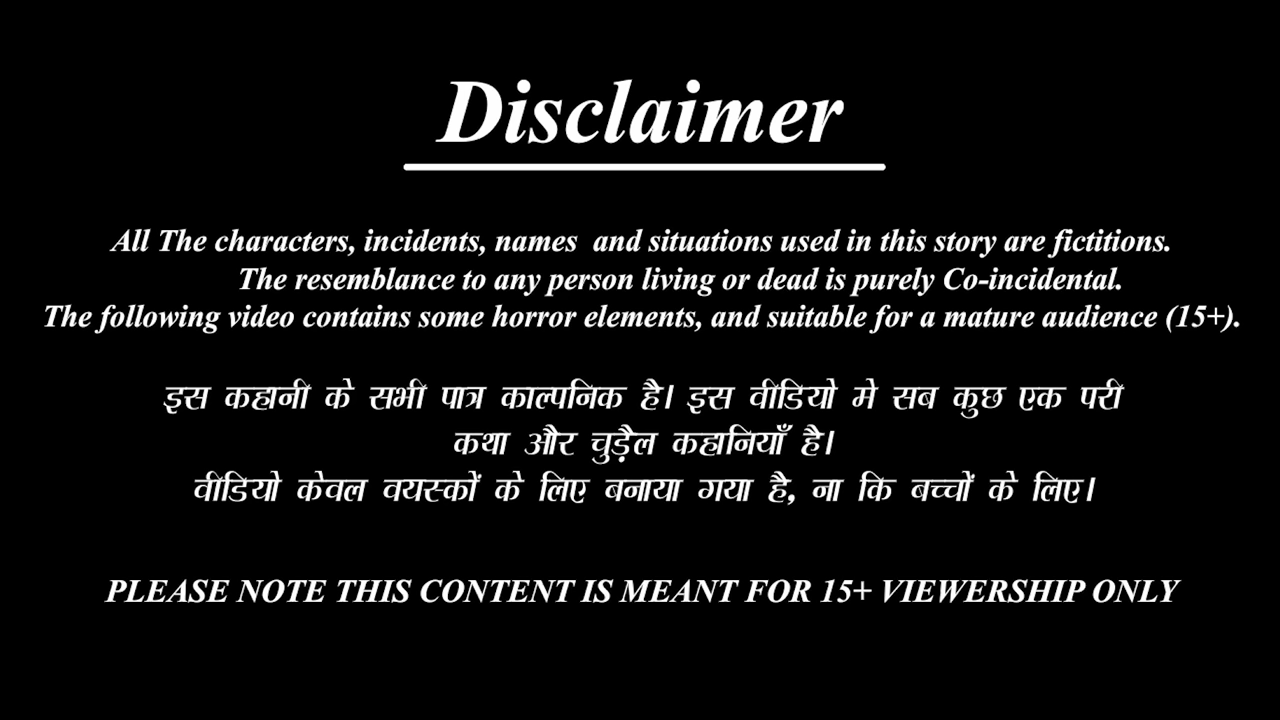 Disclaimer
All The characters, incidents, names and situations used in this story are fictitions.
The resemblance to any person living or dead is purely Co-incidental.
The following video contains some horror elements, and suitable for a mature audience (15+).
इस कहानी के सभी पात्र काल्पनिक है। इस वीडियो मे सब कुछ एक परी
कथा और चुड़ैल कहानियाँ है।
वीडियो केवल वयस्कों के लिए बनाया गया है, ना कि बच्चों के लिए।
PLEASE NOTE THIS CONTENT IS MEANT FOR 15+ VIEWERSHIP ONLY